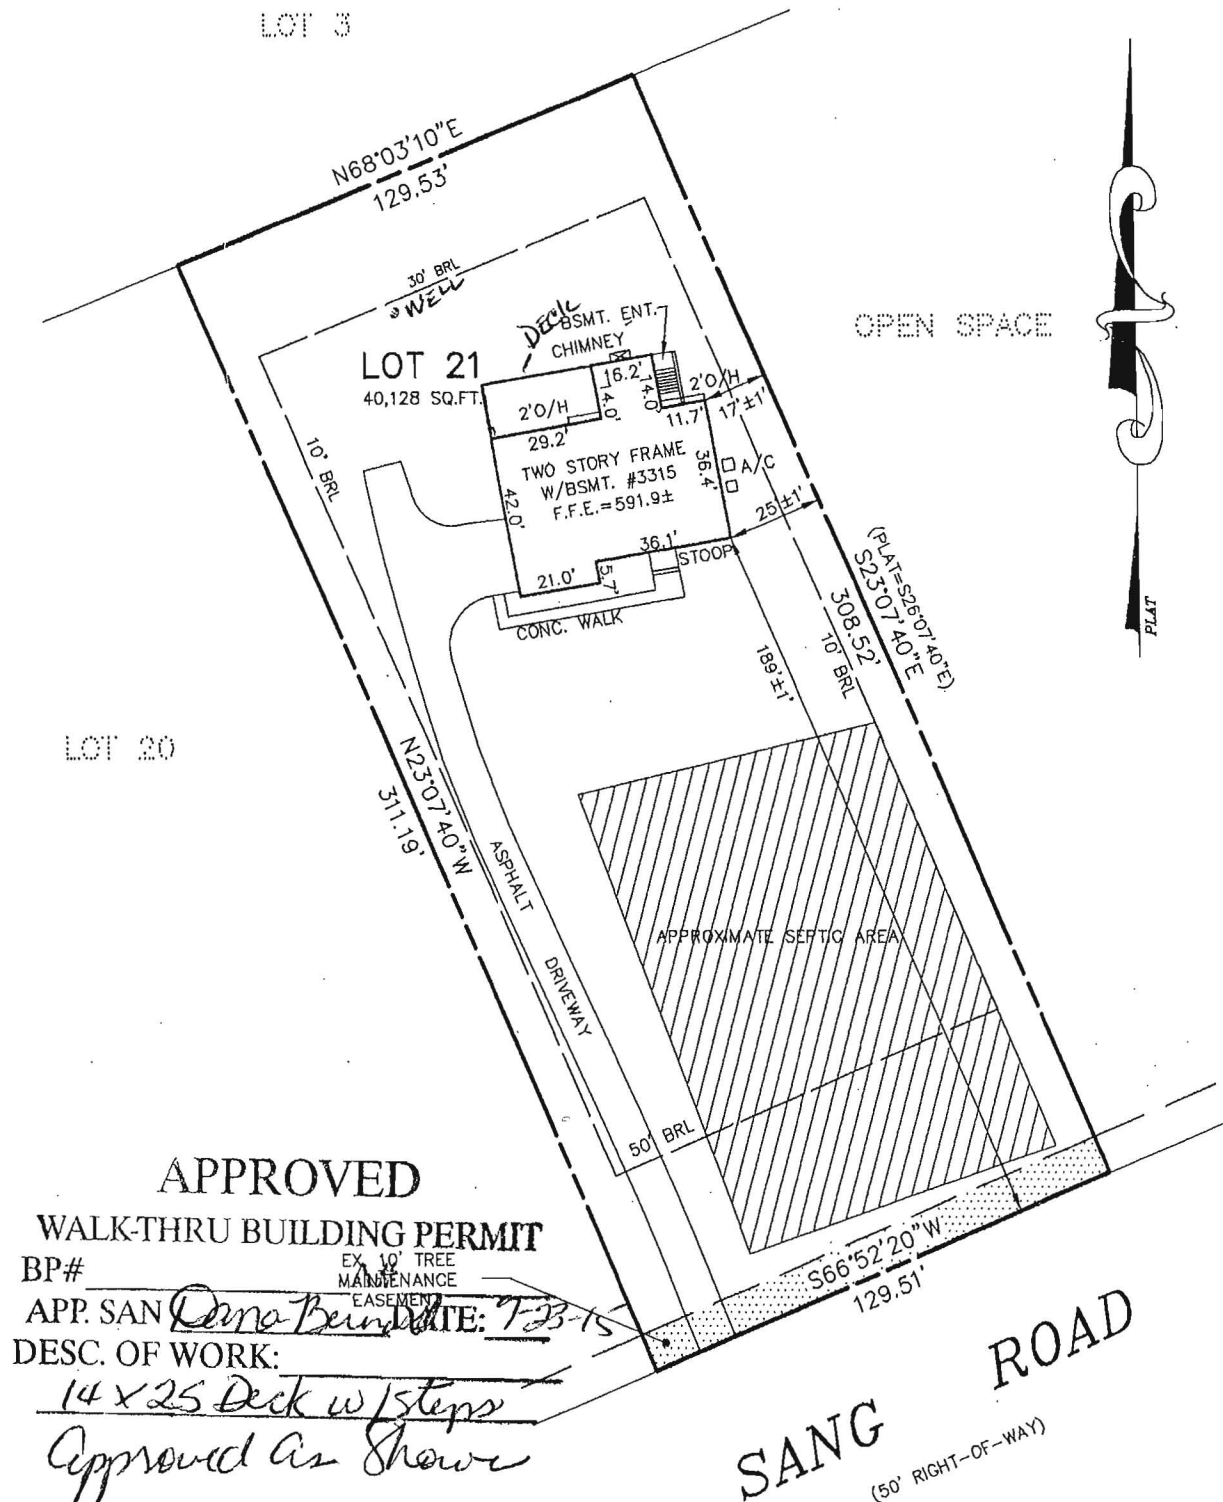 LOT 3
N68°03'10"E
129.53'
30' BRL
WELL
DECK
BSMT. ENT.
CHIMNEY
OPEN SPACE
LOT 21
40,128 SQ.FT.
16.2'
14.0'
14.0'
2'O/H
2'O/H
11.7'
17'±1'
29.2'
10' BRL
TWO STORY FRAME
W/BSMT. #3315
F.F.E.=591.9±
36.4'
A/C
42.0'
25'±1'
36.1'
STOOP
21.0'
5.7'
CONC. WALK
(PLAT=S26°07'40"E)
S23°07'40"E
308.52'
10' BRL
189'±1'
PLAT
LOT 20
N23°07'40"W
311.19'
ASPHALT
DRIVEWAY
APPROXIMATE SEPTIC AREA
50' BRL
S66°52'20"W
129.51'
EX. 10' TREE
MAINTENANCE
EASEMENT
APPROVED
WALK-THRU BUILDING PERMIT
BP#
APP. SAN Dana DATE: 9-23-15
DESC. OF WORK:
14 X 25 Deck w/steps
Approved as Shown
SANG ROAD
(50' RIGHT-OF-WAY)